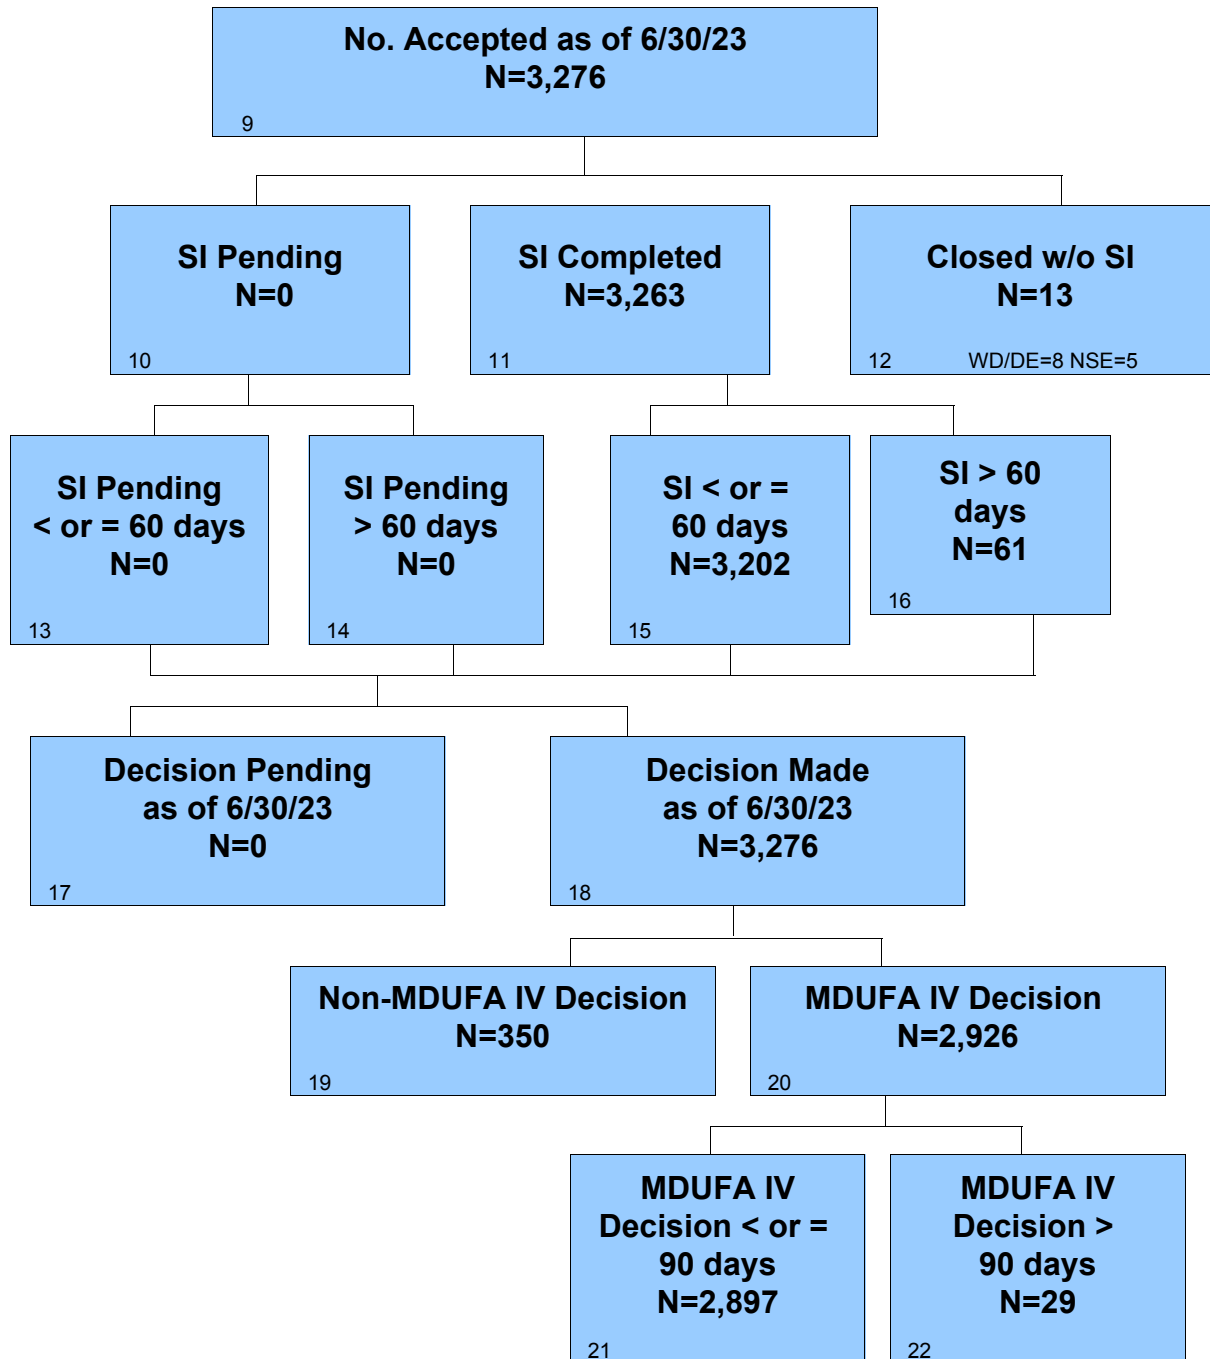 No. Accepted as of 6/30/23
N=3,276
9
SI Pending
N=0
10
SI Completed
N=3,263
11
Closed w/o SI
N=13
12 WD/DE=8 NSE=5
SI Pending
< or = 60 days
N=0
13
SI Pending
> 60 days
N=0
14
SI < or =
60 days
N=3,202
15
SI > 60
days
N=61
16
Decision Pending
as of 6/30/23
N=0
17
Decision Made
as of 6/30/23
N=3,276
18
Non-MDUFA IV Decision
N=350
19
MDUFA IV Decision
N=2,926
20
MDUFA IV
Decision < or =
90 days
N=2,897
21
MDUFA IV
Decision >
90 days
N=29
22